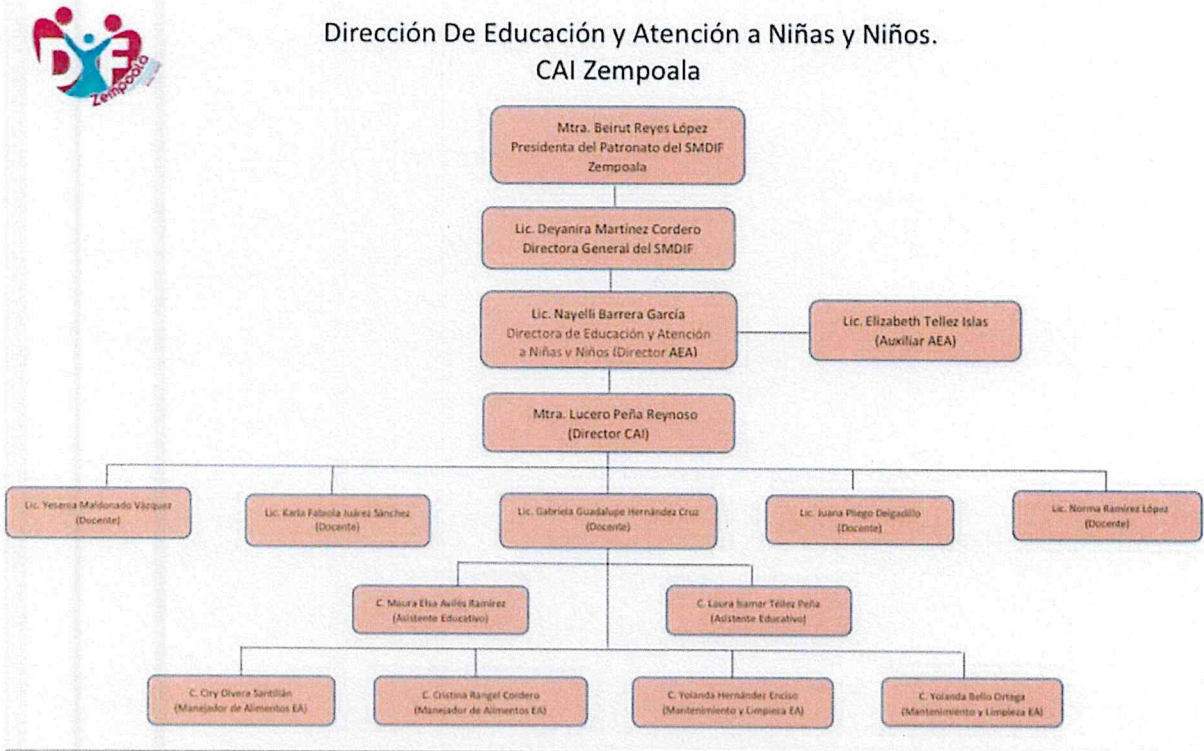 DIF
Zempoala
Dirección De Educación y Atención a Niñas y Niños.
CAI Zempoala
Mtra. Beirut Reyes López
Presidenta del Patronato del SMDIF
Zempoala
Lic. Deyanira Martínez Cordero
Directora General del SMDIF
Lic. Nayelli Barrera García
Directora de Educación y Atención
a Niñas y Niños (Director AEA)
Lic. Elizabeth Tellez Islas
(Auxiliar AEA)
Mtra. Lucero Peña Reynoso
(Director CAI)
Lic. Yesenia Maldonado Vázquez
(Docente)
Lic. Karla Fabiola Juárez Sánchez
(Docente)
Lic. Gabriela Guadalupe Hernández Cruz
(Docente)
Lic. Juana Pliego Delgadillo
(Docente)
Lic. Norma Ramírez López
(Docente)
C. Maura Elsa Avilés Ramírez
(Asistente Educativo)
C. Laura Isamar Téllez Peña
(Asistente Educativo)
C. Ciry Olvera Santillán
(Manejador de Alimentos EA)
C. Cristina Rangel Cordero
(Manejador de Alimentos EA)
C. Yolanda Hernández Enciso
(Mantenimiento y Limpieza EA)
C. Yolanda Bello Ortega
(Mantenimiento y Limpieza EA)